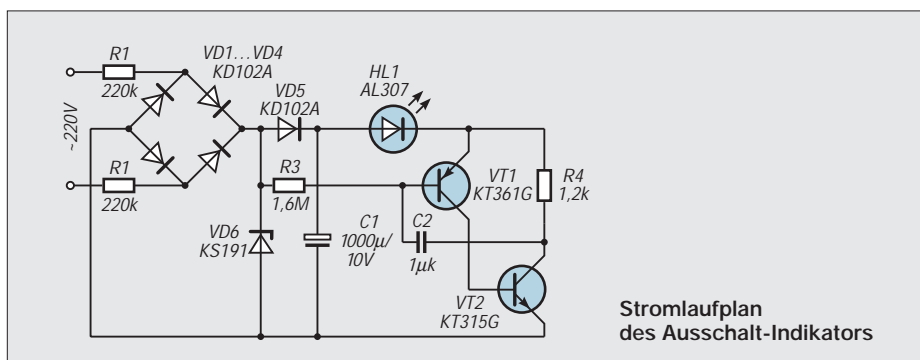 R1
220k
VD1...VD4
KD102A
VD5
KD102A
HL1
AL307
~220V
R1
220k
R3
1,6M
VT1
KT361G
R4
1,2k
VD6
KS191
C1
1000µ/
10V
C2
1µk
VT2
KT315G
Stromlaufplan
des Ausschalt-Indikators